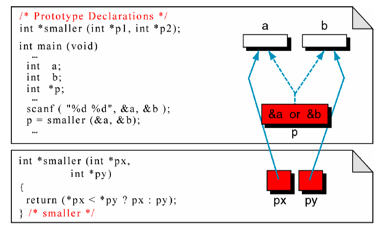 /* Prototype Declarations */
int *smaller (int *p1, int *p2);
int main (void)
…
int a;
int b;
int *p;
…
scanf ( "%d %d", &a, &b );
p = smaller (&a, &b);
…
a b
&a or &b
p
int *smaller (int *px,
int *py)
{
return (*px < *py ? px : py);
} /* smaller */
px py